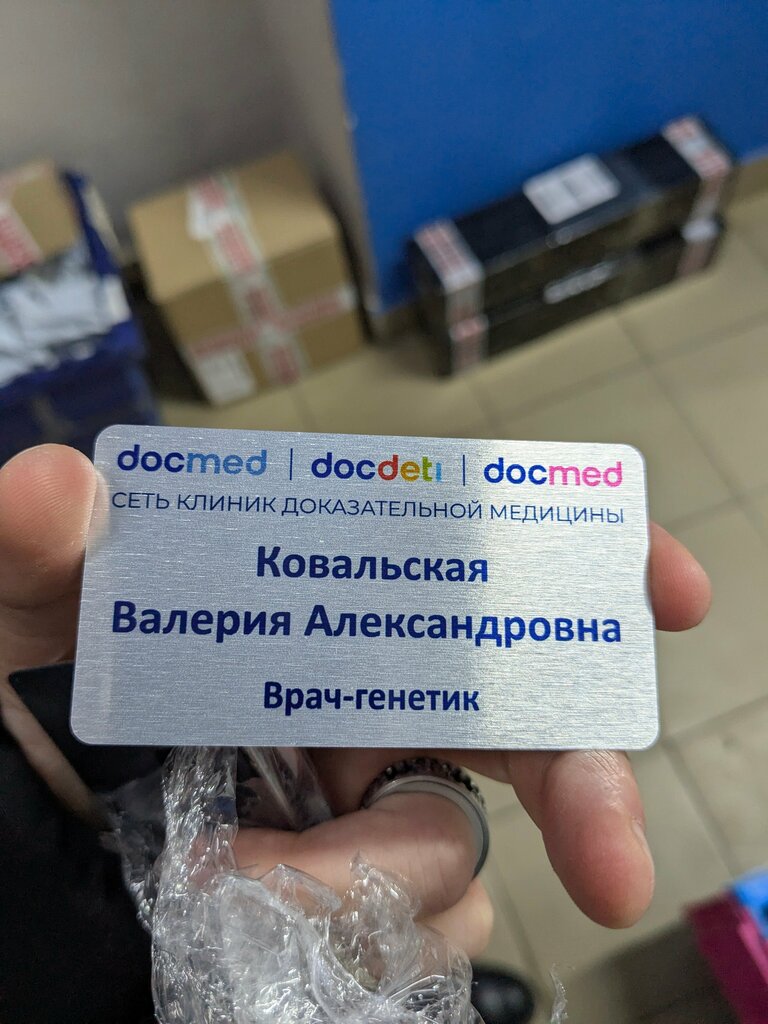 docmed | docdeti | docmed
СЕТЬ КЛИНИК ДОКАЗАТЕЛЬНОЙ МЕДИЦИНЫ
Ковальская
Валерия Александровна
Врач-генетик